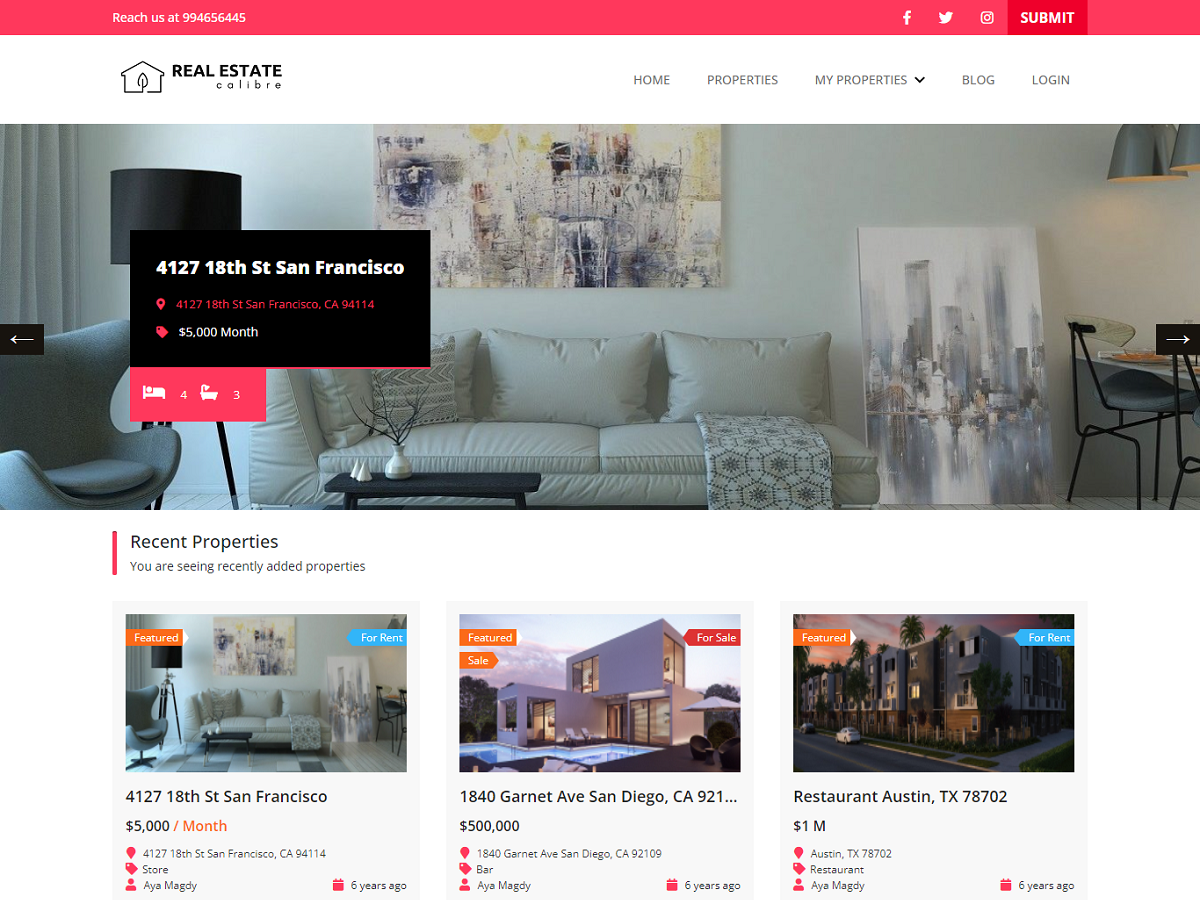 Reach us at 994656445
SUBMIT
REAL ESTATE
calibre
HOME
PROPERTIES
MY PROPERTIES
BLOG
LOGIN
4127 18th St San Francisco
4127 18th St San Francisco, CA 94114
$5,000 Month
4 3
Recent Properties
You are seeing recently added properties
Featured
For Rent
4127 18th St San Francisco
$5,000 / Month
4127 18th St San Francisco, CA 94114
Store
Aya Magdy
6 years ago
Featured
For Sale
Sale
1840 Garnet Ave San Diego, CA 921...
$500,000
1840 Garnet Ave San Diego, CA 92109
Bar
Aya Magdy
6 years ago
Featured
For Rent
Restaurant Austin, TX 78702
$1 M
Austin, TX 78702
Restaurant
Aya Magdy
6 years ago